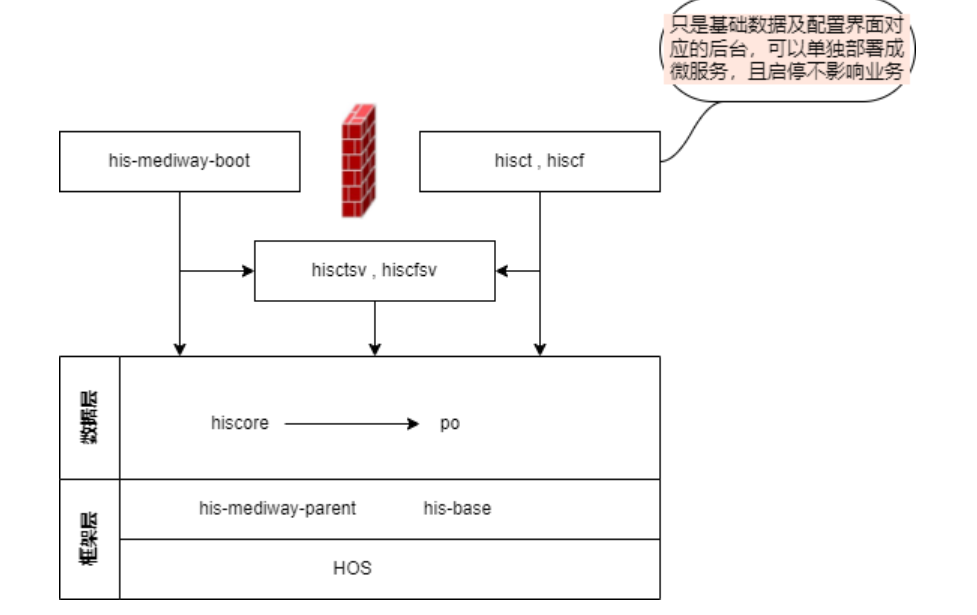 只是基础数据及配置界面对
应的后台，可以单独部署成
微服务，且启停不影响业务
his-mediway-boot
hisct , hiscf
hisctsv , hiscfsv
数据层
hiscore
po
框架层
his-mediway-parent
his-base
HOS